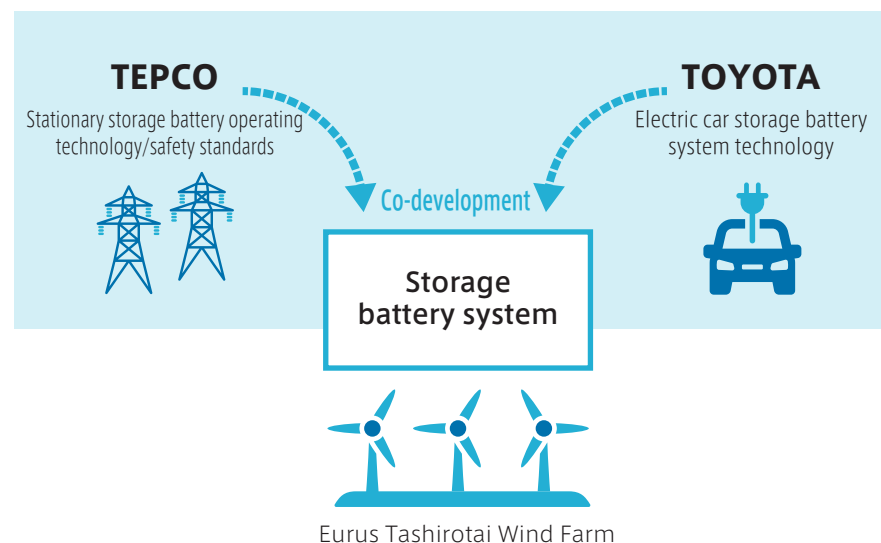 TEPCO
Stationary storage battery operating
technology/safety standards
TOYOTA
Electric car storage battery
system technology
Co-development
Storage
battery system
Eurus Tashirotai Wind Farm